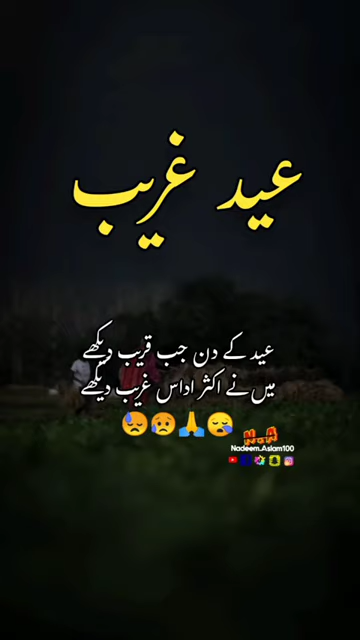 عید غریب
عید کے دن جب قریب دیکھے
میں نے اکثر اداس غریب دیکھے
😓😥🙏😪
N.A
Nadeem.Aslam100